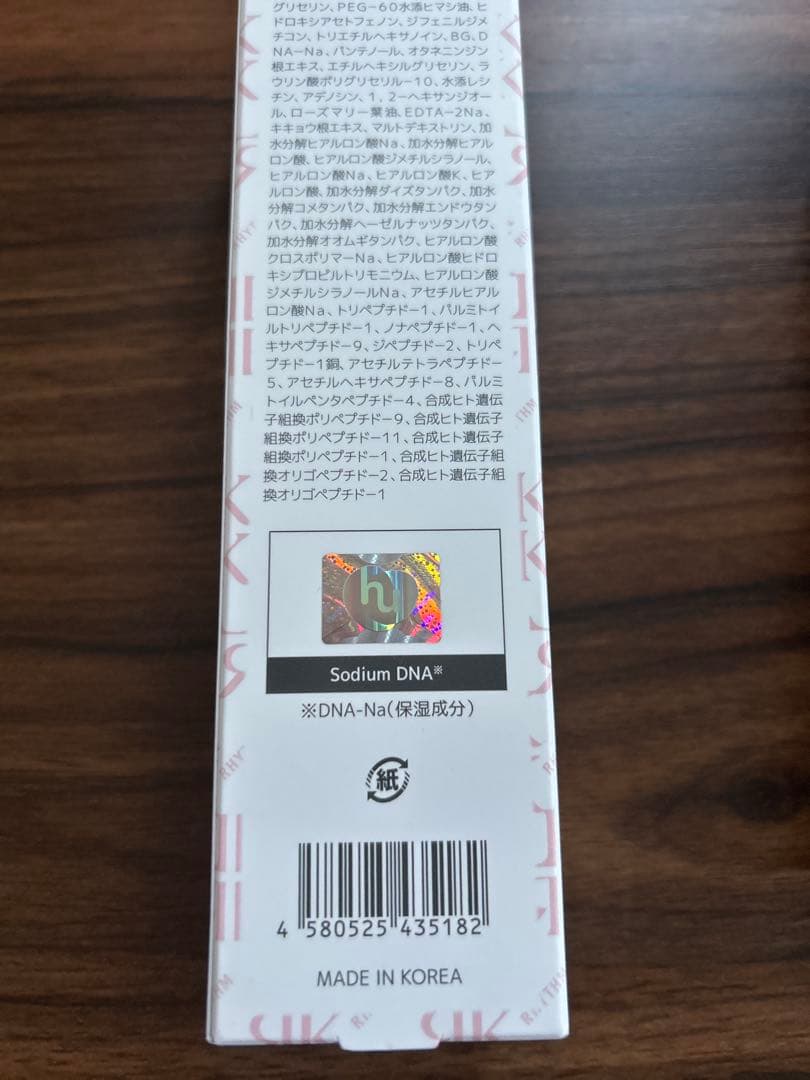 グリセリン、PEG-60水添ヒマシ油、ヒ
ドロキシアセトフェノン、ジフェニルジメ
チコン、トリエチルヘキサノイン、BG、D
NA-Na、パンテノール、オタネニンジン
根エキス、エチルヘキシルグリセリン、ラ
ウリン酸ポリグリセリル-10、水添レシ
チン、アデノシン、1、2-ヘキサンジオー
ル、ローズマリー葉油、EDTA-2Na、
キキョウ根エキス、マルトデキストリン、加
水分解ヒアルロン酸Na、加水分解ヒアル
ロン酸、ヒアルロン酸ジメチルシラノール、
ヒアルロン酸Na、ヒアルロン酸K、ヒア
ルロン酸、加水分解ダイズタンパク、加水
分解コメタンパク、加水分解エンドウタン
パク、加水分解ヘーゼルナッツタンパク、
加水分解オオムギタンパク、ヒアルロン酸
クロスポリマーNa、ヒアルロン酸ヒドロ
キシプロピルトリモニウム、ヒアルロン酸
ジメチルシラノールNa、アセチルヒアル
ロン酸Na、トリペプチド-1、パルミトイ
ルトリペプチド-1、ノナペプチド-1、ヘ
キサペプチド-9、ジペプチド-2、トリペ
プチド-1銅、アセチルテトラペプチド-
5、アセチルヘキサペプチド-8、パルミ
トイルペンタペプチド-4、合成ヒト遺伝
子組換ポリペプチド-9、合成ヒト遺伝子
組換ポリペプチド-11、合成ヒト遺伝子
組換ポリペプチド-1、合成ヒト遺伝子組
換オリゴペプチド-2、合成ヒト遺伝子組
換オリゴペプチド-1
hu
Sodium DNA※
※DNA-Na(保湿成分)
紙
4 580525 435182
MADE IN KOREA